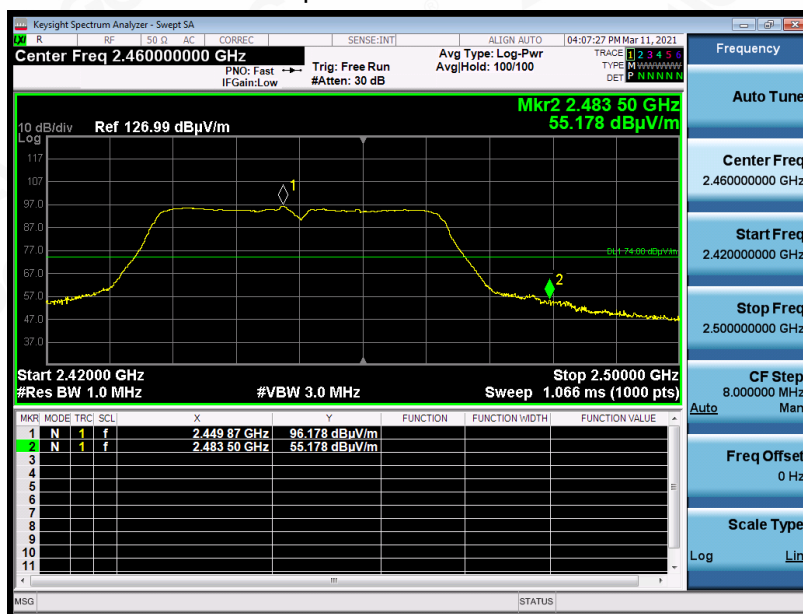 Keysight Spectrum Analyzer - Swept SA
LXI R RF 50 Ω AC CORREC SENSE:INT ALIGN AUTO 04:07:27 PM Mar 11, 2021
Center Freq 2.460000000 GHz
PNO: Fast
IFGain:Low
Trig: Free Run
#Atten: 30 dB
Avg Type: Log-Pwr
Avg|Hold: 100/100
TRACE 1 2 3 4 5 6
TYPE M WWWWW
DET P N N N N N
Mkr2 2.483 50 GHz
55.178 dBµV/m
10 dB/div Ref 126.99 dBµV/m
Log
117
107
97.0
87.0
77.0
67.0
57.0
47.0
37.0
1
DL1 74.00 dBµV/m
2
Start 2.42000 GHz Stop 2.50000 GHz
#Res BW 1.0 MHz #VBW 3.0 MHz Sweep 1.066 ms (1000 pts)
MKR MODE TRC SCL X Y FUNCTION FUNCTION WIDTH FUNCTION VALUE
1 N 1 f 2.449 87 GHz 96.178 dBµV/m
2 N 1 f 2.483 50 GHz 55.178 dBµV/m
3
4
5
6
7
8
9
10
11
MSG STATUS
Frequency
Auto Tune
Center Freq
2.460000000 GHz
Start Freq
2.420000000 GHz
Stop Freq
2.500000000 GHz
CF Step
8.000000 MHz
Auto Man
Freq Offset
0 Hz
Scale Type
Log Lin